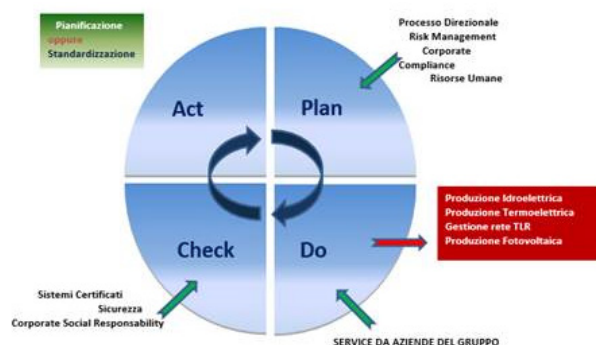 Pianificazione
oppure
Standardizzazione
Processo Direzionale
Risk Management
Corporate
Compliance
Risorse Umane
Act
Plan
Check
Do
Produzione Idroelettrica
Produzione Termoelettrica
Gestione rete TLR
Produzione Fotovoltaica
Sistemi Certificati
Sicurezza
Corporate Social Responsability
SERVICE DA AZIENDE DEL GRUPPO